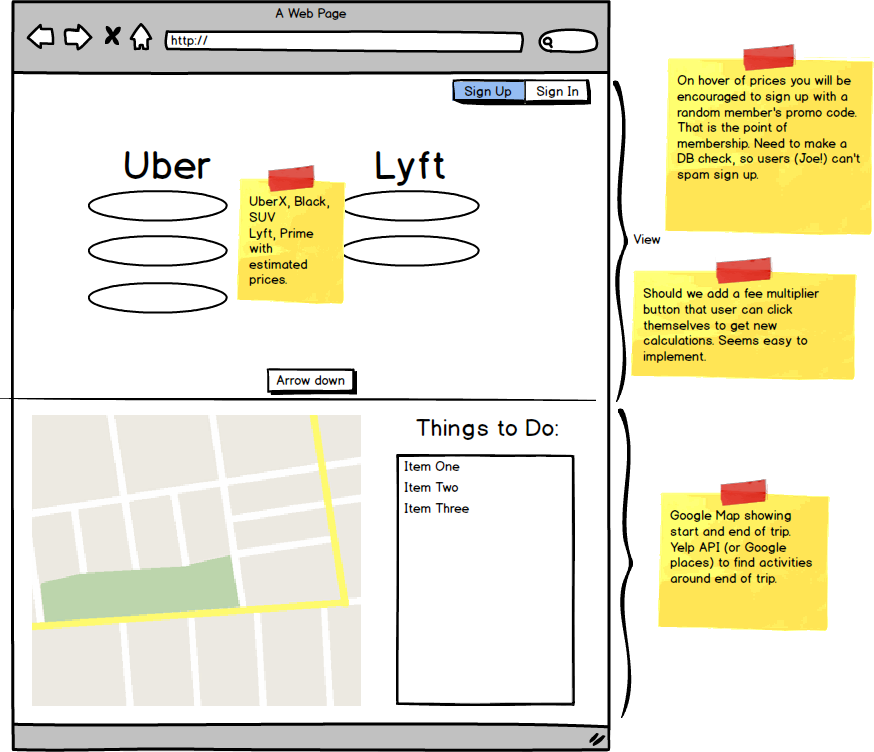 A Web Page
http://
Sign Up
Sign In
Uber
Lyft
UberX, Black,
SUV
Lyft, Prime
with
estimated
prices.
Arrow down
On hover of prices you will be
encouraged to sign up with a
random member's promo code.
That is the point of
membership. Need to make a
DB check, so users (Joe!) can't
spam sign up.
View
Should we add a fee multiplier
button that user can click
themselves to get new
calculations. Seems easy to
implement.
Things to Do:
Item One
Item Two
Item Three
Google Map showing
start and end of trip.
Yelp API (or Google
places) to find activities
around end of trip.